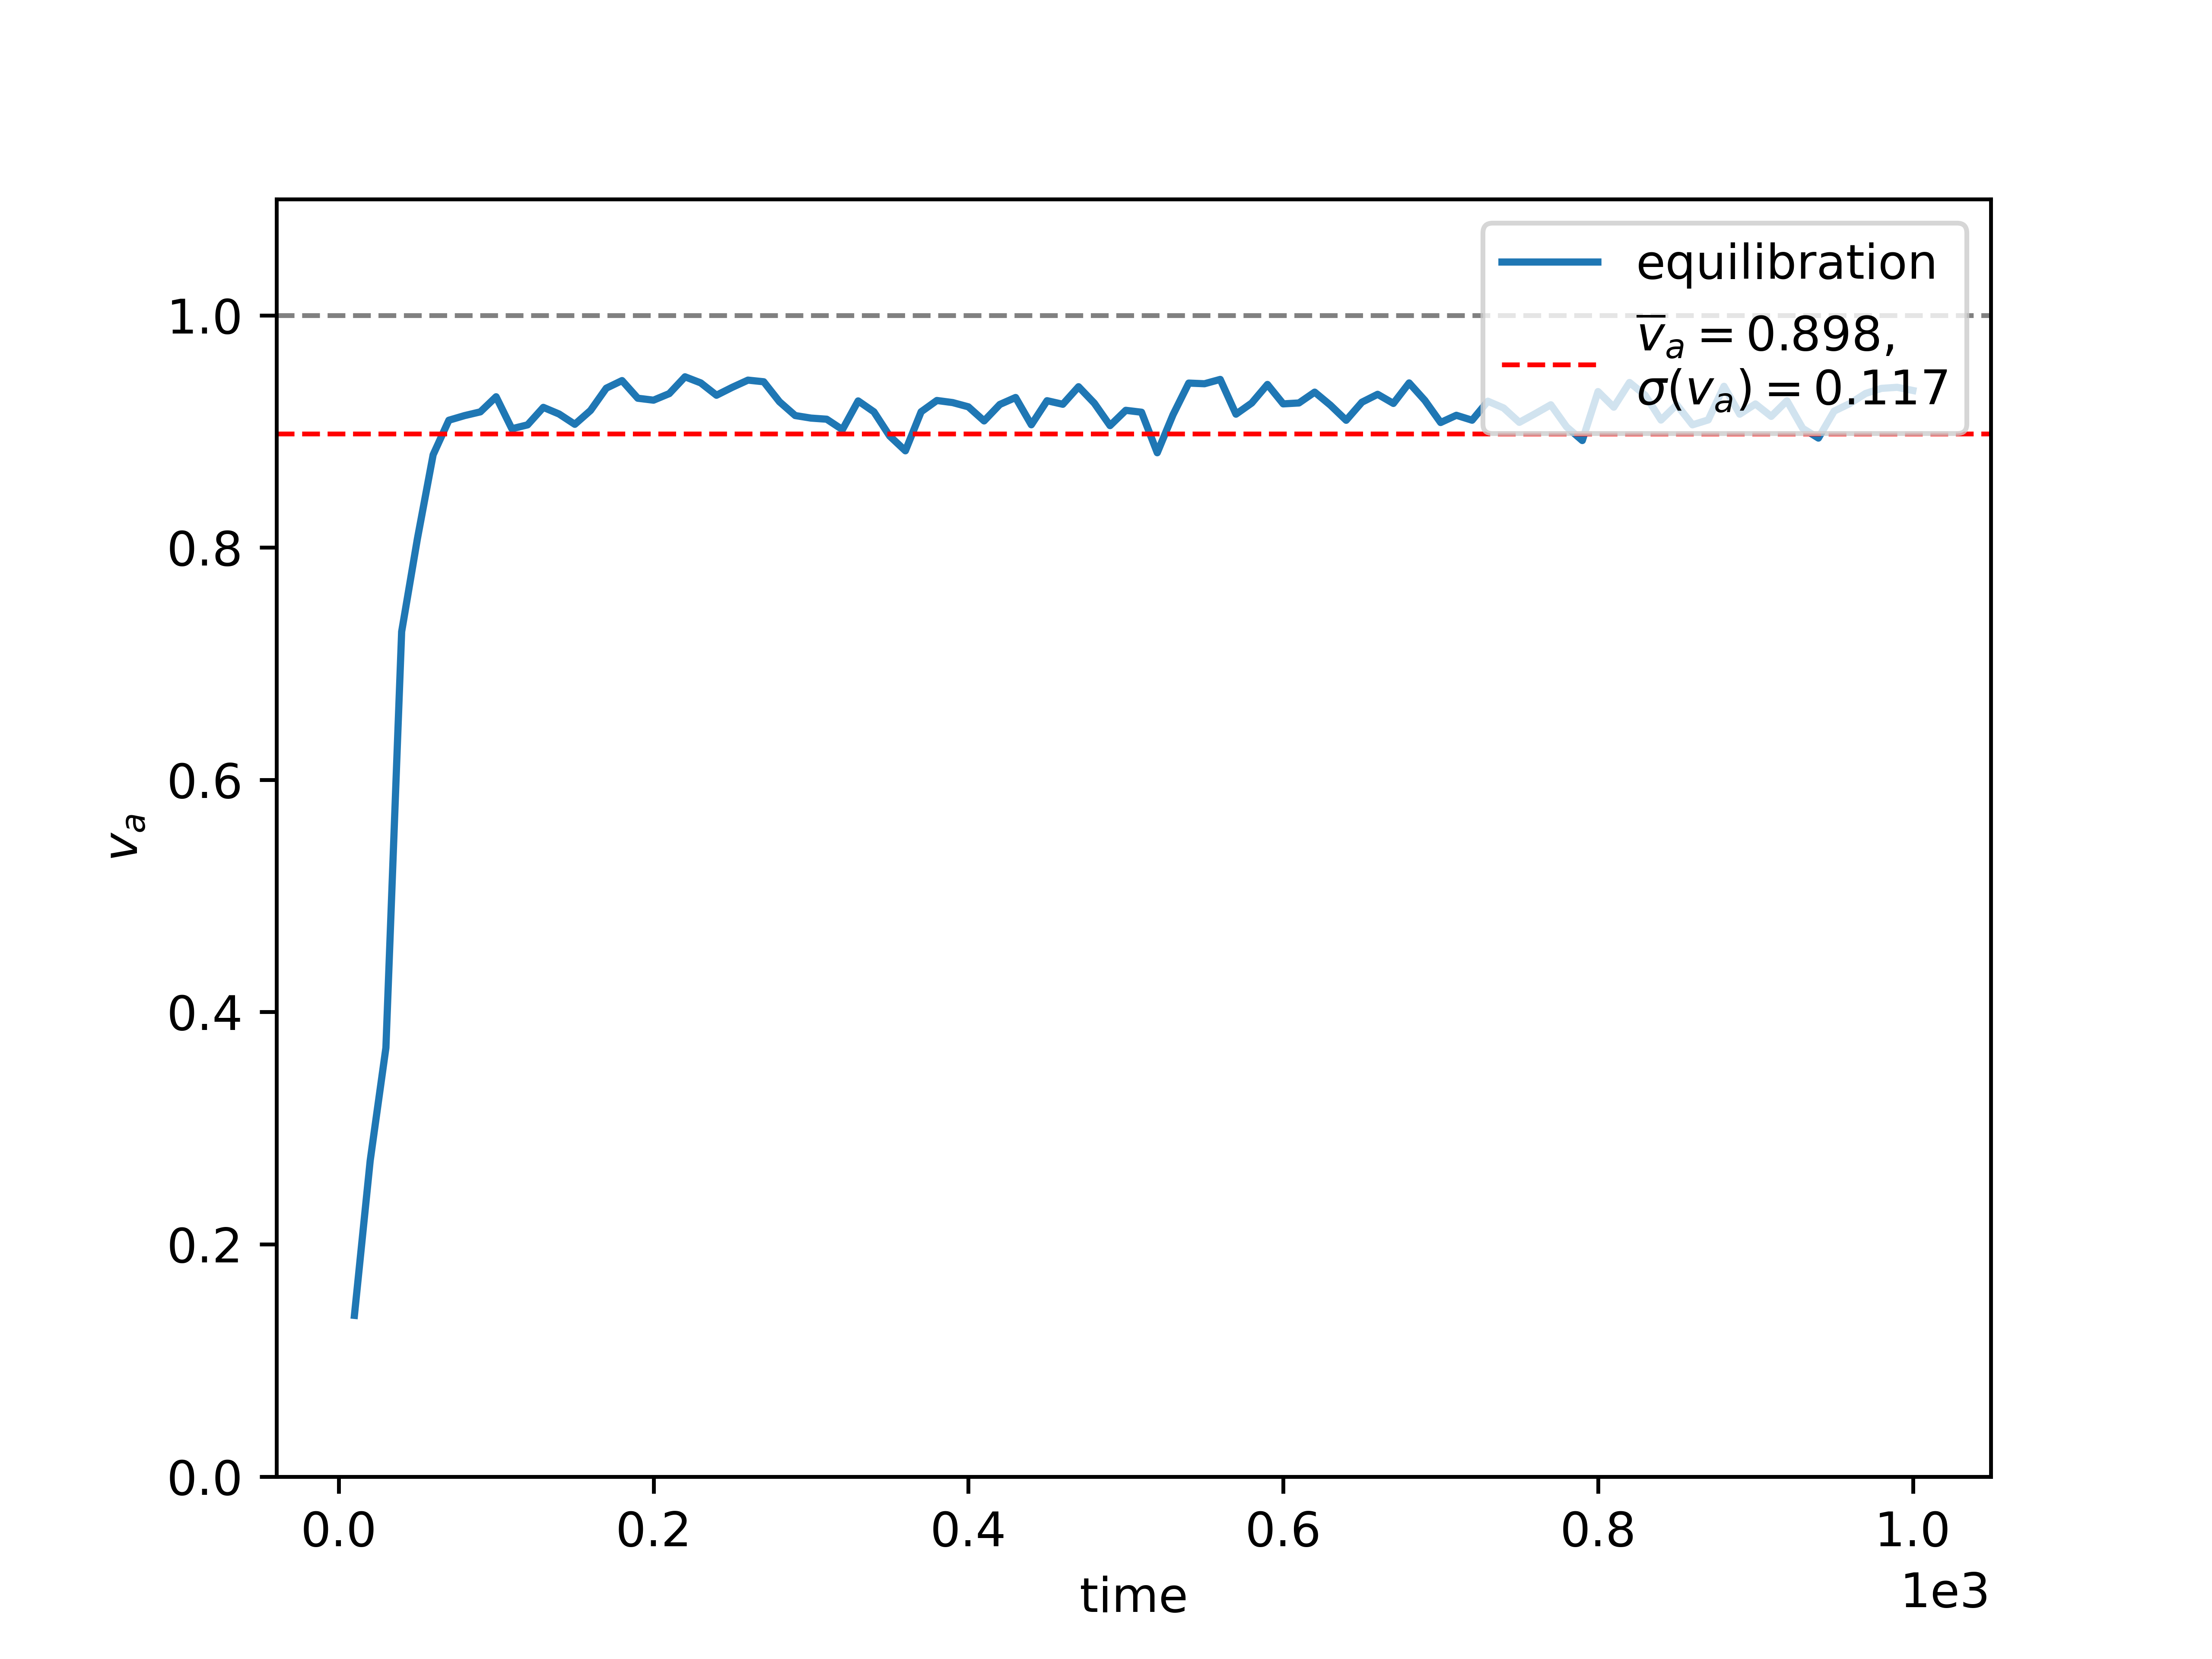 equilibration
v̅ₐ = 0.898,
σ(vₐ) = 0.117
1.0
0.8
0.6
0.4
0.2
0.0
vₐ
0.0 0.2 0.4 0.6 0.8 1.0
time
1e3